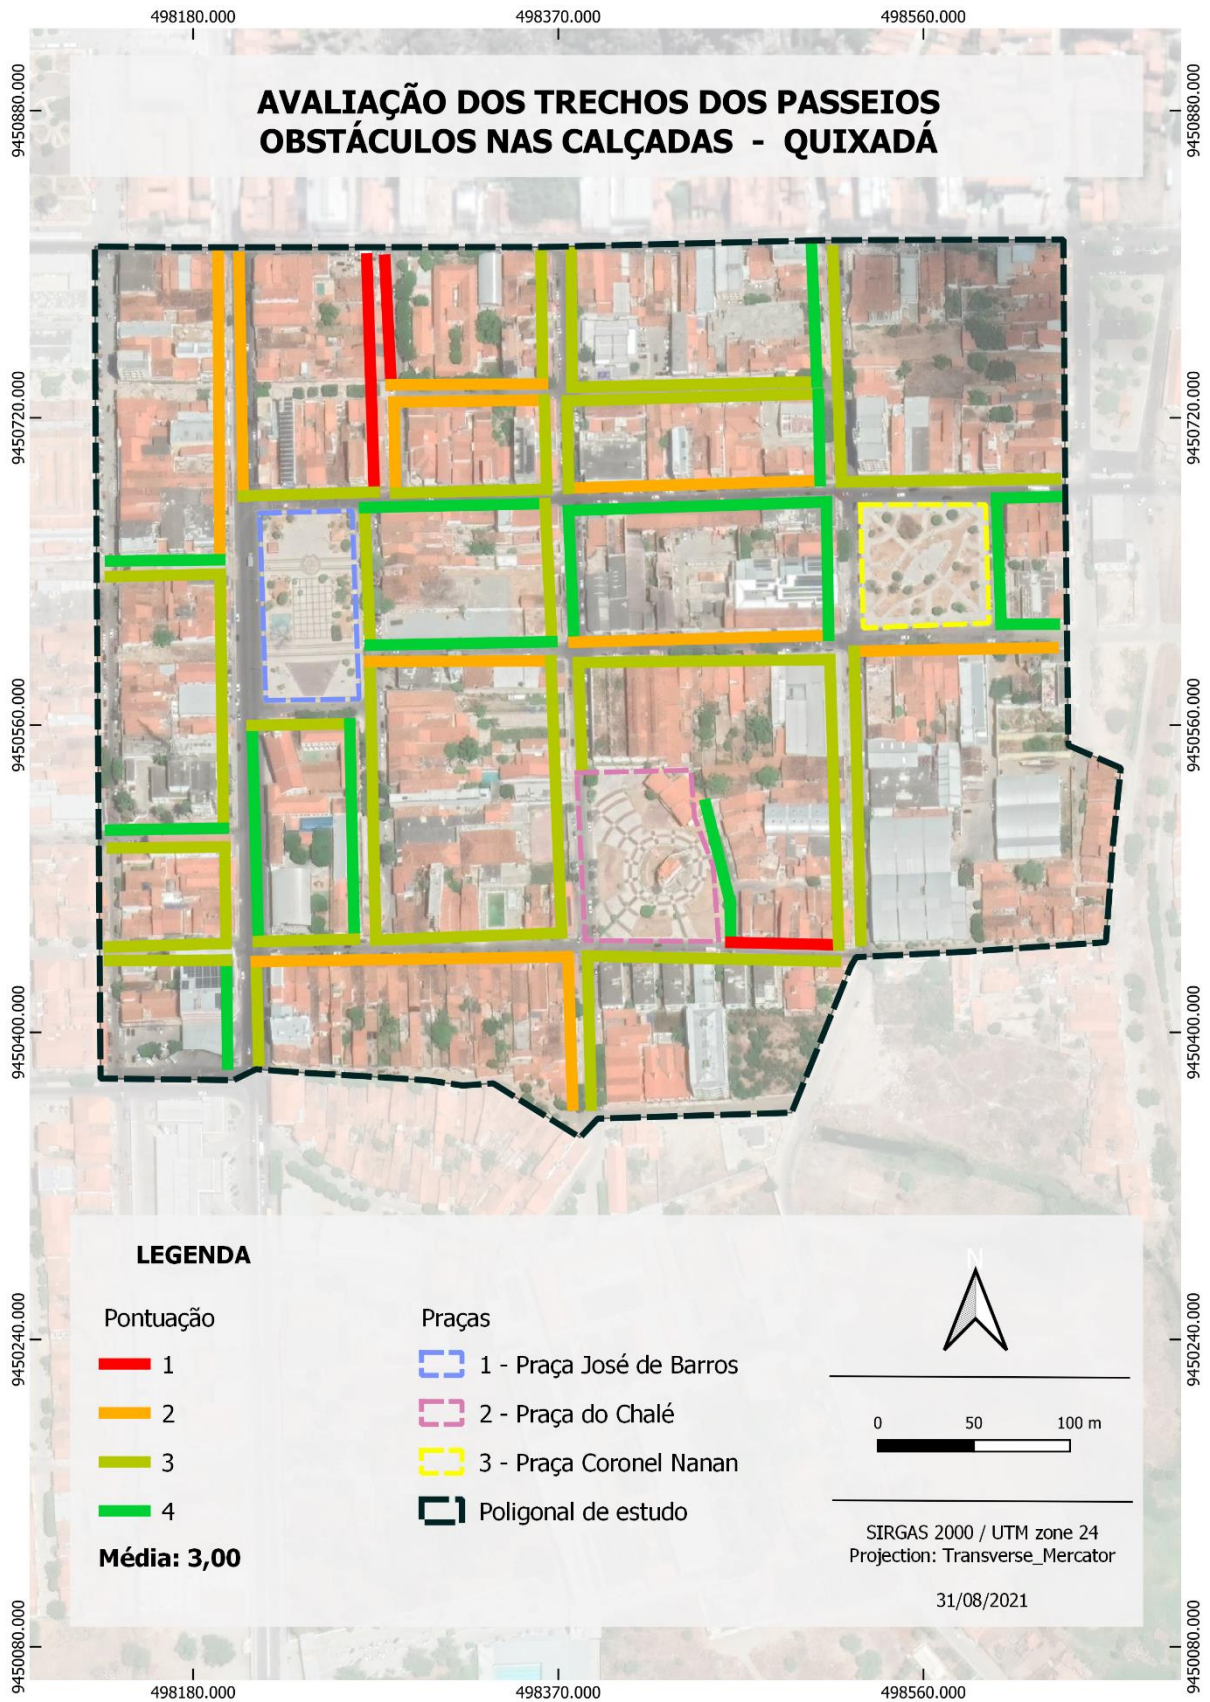 498180.000
498370.000
498560.000
9450880.000
9450880.000
AVALIAÇÃO DOS TRECHOS DOS PASSEIOS
OBSTÁCULOS NAS CALÇADAS - QUIXADÁ
9450720.000
9450720.000
9450560.000
9450560.000
9450400.000
9450400.000
9450240.000
9450240.000
9450080.000
9450080.000
LEGENDA
Pontuação
1
2
3
4
Média: 3,00
Praças
1 - Praça José de Barros
2 - Praça do Chalé
3 - Praça Coronel Nanan
Poligonal de estudo
N
0 50 100 m
SIRGAS 2000 / UTM zone 24
Projection: Transverse_Mercator
31/08/2021
498180.000
498370.000
498560.000